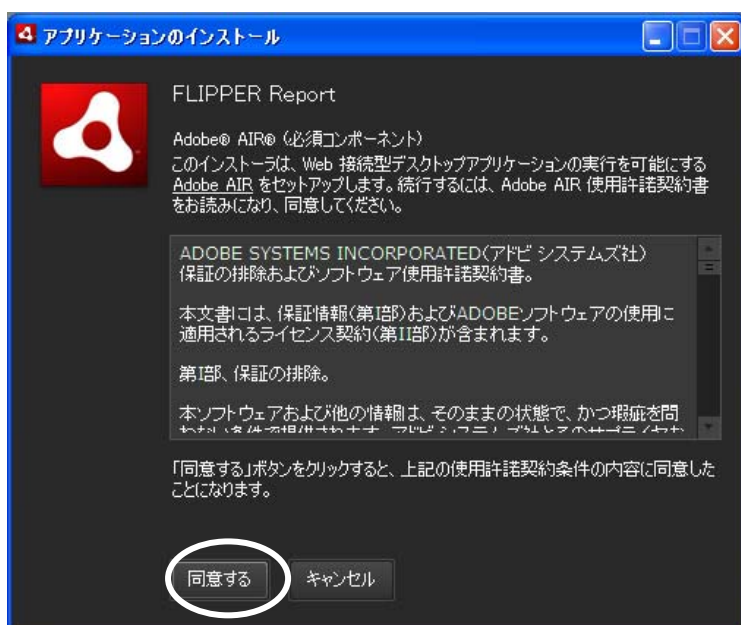 アプリケーションのインストール
FLIPPER Report
Adobe® AIR® (必須コンポーネント)
このインストーラは、Web 接続型デスクトップアプリケーションの実行を可能にする
Adobe AIR をセットアップします。続行するには、Adobe AIR 使用許諾契約書
をお読みになり、同意してください。
ADOBE SYSTEMS INCORPORATED(アドビ システムズ社)
保証の排除およびソフトウェア使用許諾契約書。
本文書には、保証情報(第I部)およびADOBEソフトウェアの使用に
適用されるライセンス契約(第II部)が含まれます。
第I部、保証の排除。
本ソフトウェアおよび他の情報は、そのままの状態で、かつ瑕疵を問
「同意する」ボタンをクリックすると、上記の使用許諾契約条件の内容に同意した
ことになります。
同意する
キャンセル